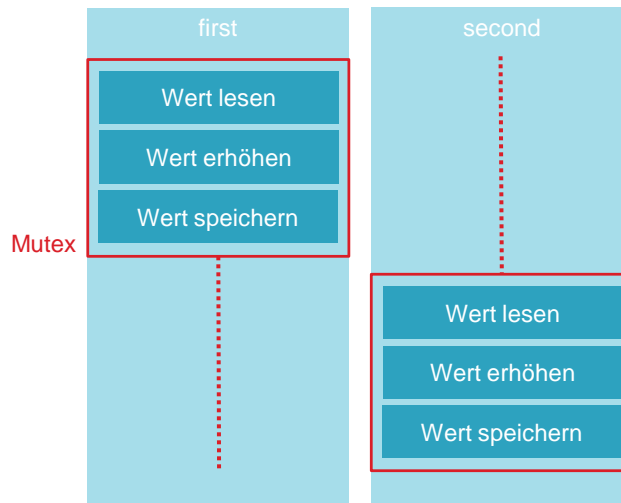 first
second
Wert lesen
Wert erhöhen
Wert speichern
Mutex
Wert lesen
Wert erhöhen
Wert speichern